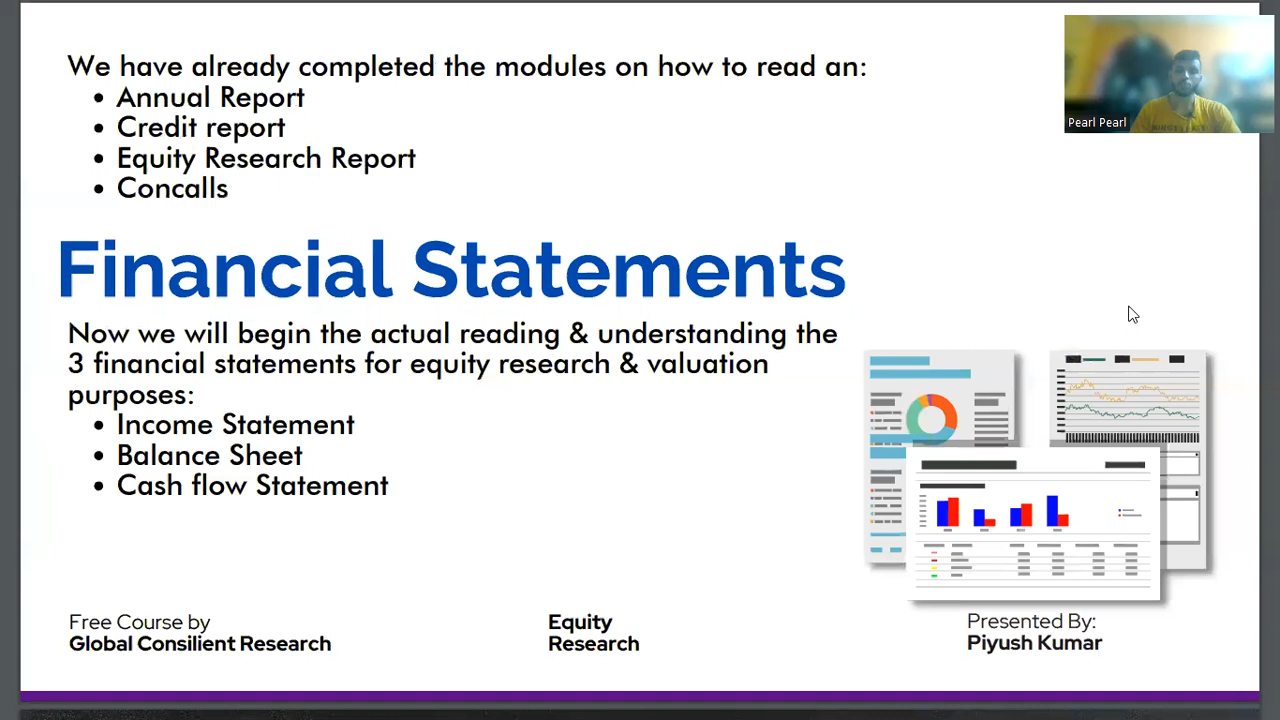 We have already completed the modules on how to read an:
• Annual Report
• Credit report
• Equity Research Report
• Concalls
Financial Statements
Now we will begin the actual reading & understanding the
3 financial statements for equity research & valuation
purposes:
• Income Statement
• Balance Sheet
• Cash flow Statement
Free Course by
Global Consilient Research
Equity
Research
Presented By:
Piyush Kumar
Pearl Pearl